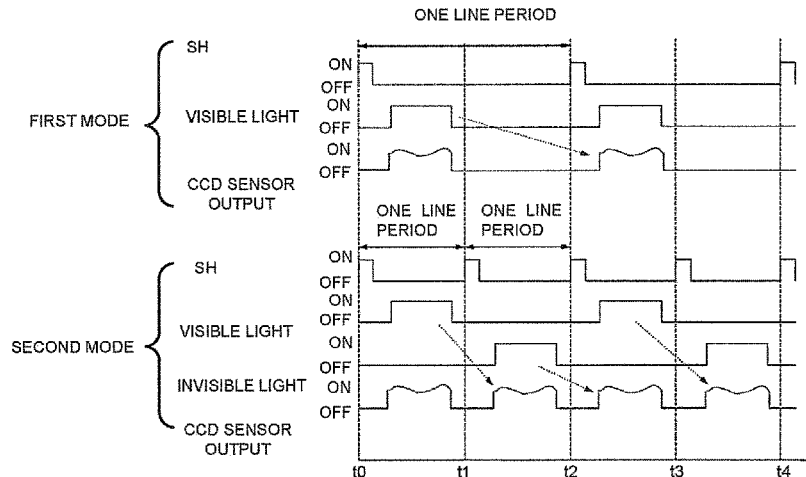 ONE LINE PERIOD
FIRST MODE
SH
ON
OFF
VISIBLE LIGHT
ON
OFF
CCD SENSOR
OUTPUT
ON
OFF
ONE LINE
PERIOD
ONE LINE
PERIOD
SECOND MODE
SH
ON
OFF
VISIBLE LIGHT
ON
OFF
INVISIBLE LIGHT
ON
OFF
CCD SENSOR
OUTPUT
ON
OFF
t0 t1 t2 t3 t4